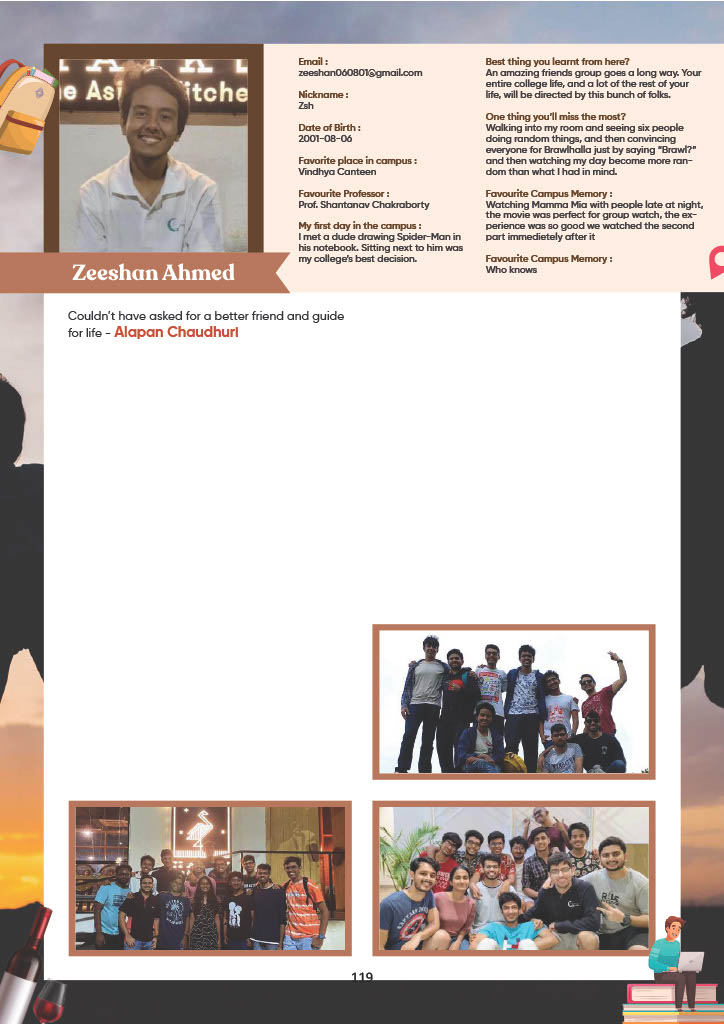 e Asi
itche
Zeeshan Ahmed
Email :
zeeshan060801@gmail.com
Nickname :
Zsh
Date of Birth :
2001-08-06
Favorite place in campus :
Vindhya Canteen
Favourite Professor :
Prof. Shantanav Chakraborty
My first day in the campus :
I met a dude drawing Spider-Man in
his notebook. Sitting next to him was
my college's best decision.
Best thing you learnt from here?
An amazing friends group goes a long way. Your
entire college life, and a lot of the rest of your
life, will be directed by this bunch of folks.
One thing you'll miss the most?
Walking into my room and seeing six people
doing random things, and then convincing
everyone for Brawlhalla just by saying "Brawl?"
and then watching my day become more ran-
dom than what I had in mind.
Favourite Campus Memory :
Watching Mamma Mia with people late at night,
the movie was perfect for group watch, the ex-
perience was so good we watched the second
part immedietely after it
Favourite Campus Memory :
Who knows
Couldn't have asked for a better friend and guide
for life - Alapan Chaudhuri
119